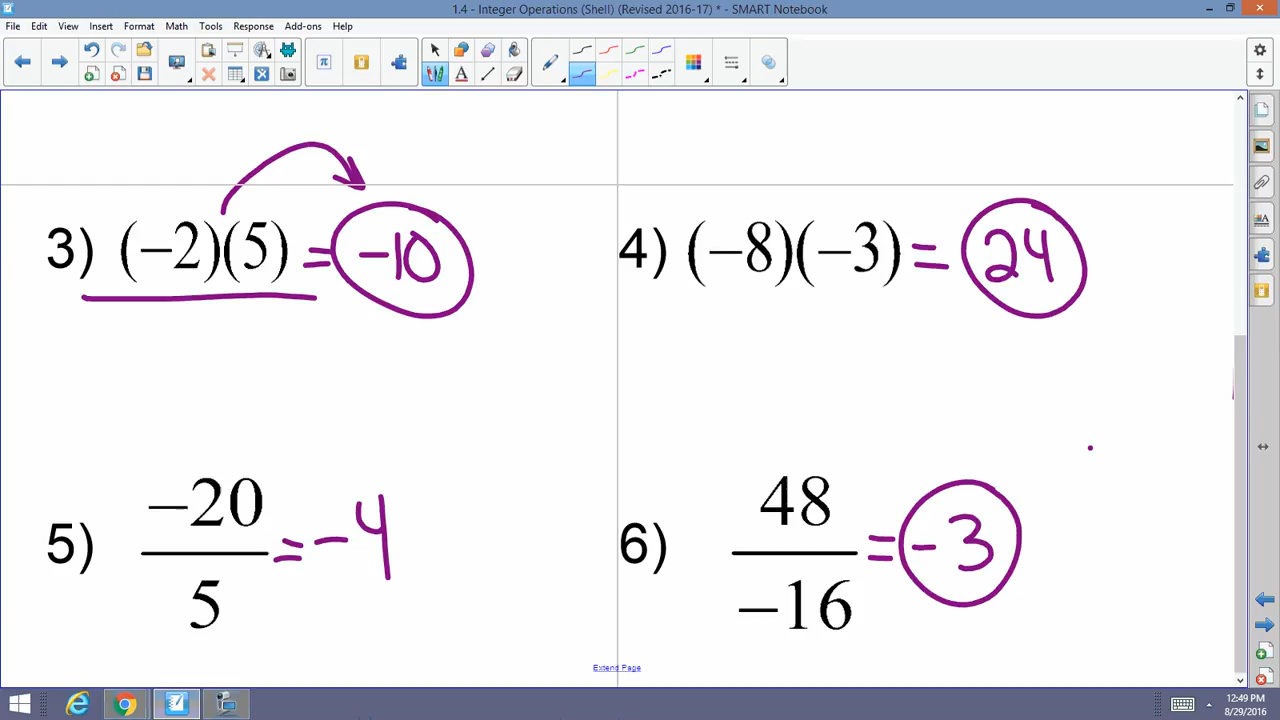 1.4 - Integer Operations (Shell) (Revised 2016-17) * - SMART Notebook
File Edit View Insert Format Math Tools Response Add-ons Help
3) (−2)(5) = -10
4) (−8)(−3) = 24
5) −20/5 = -4
6) 48/−16 = -3
Extend Page
12:49 PM
8/29/2016